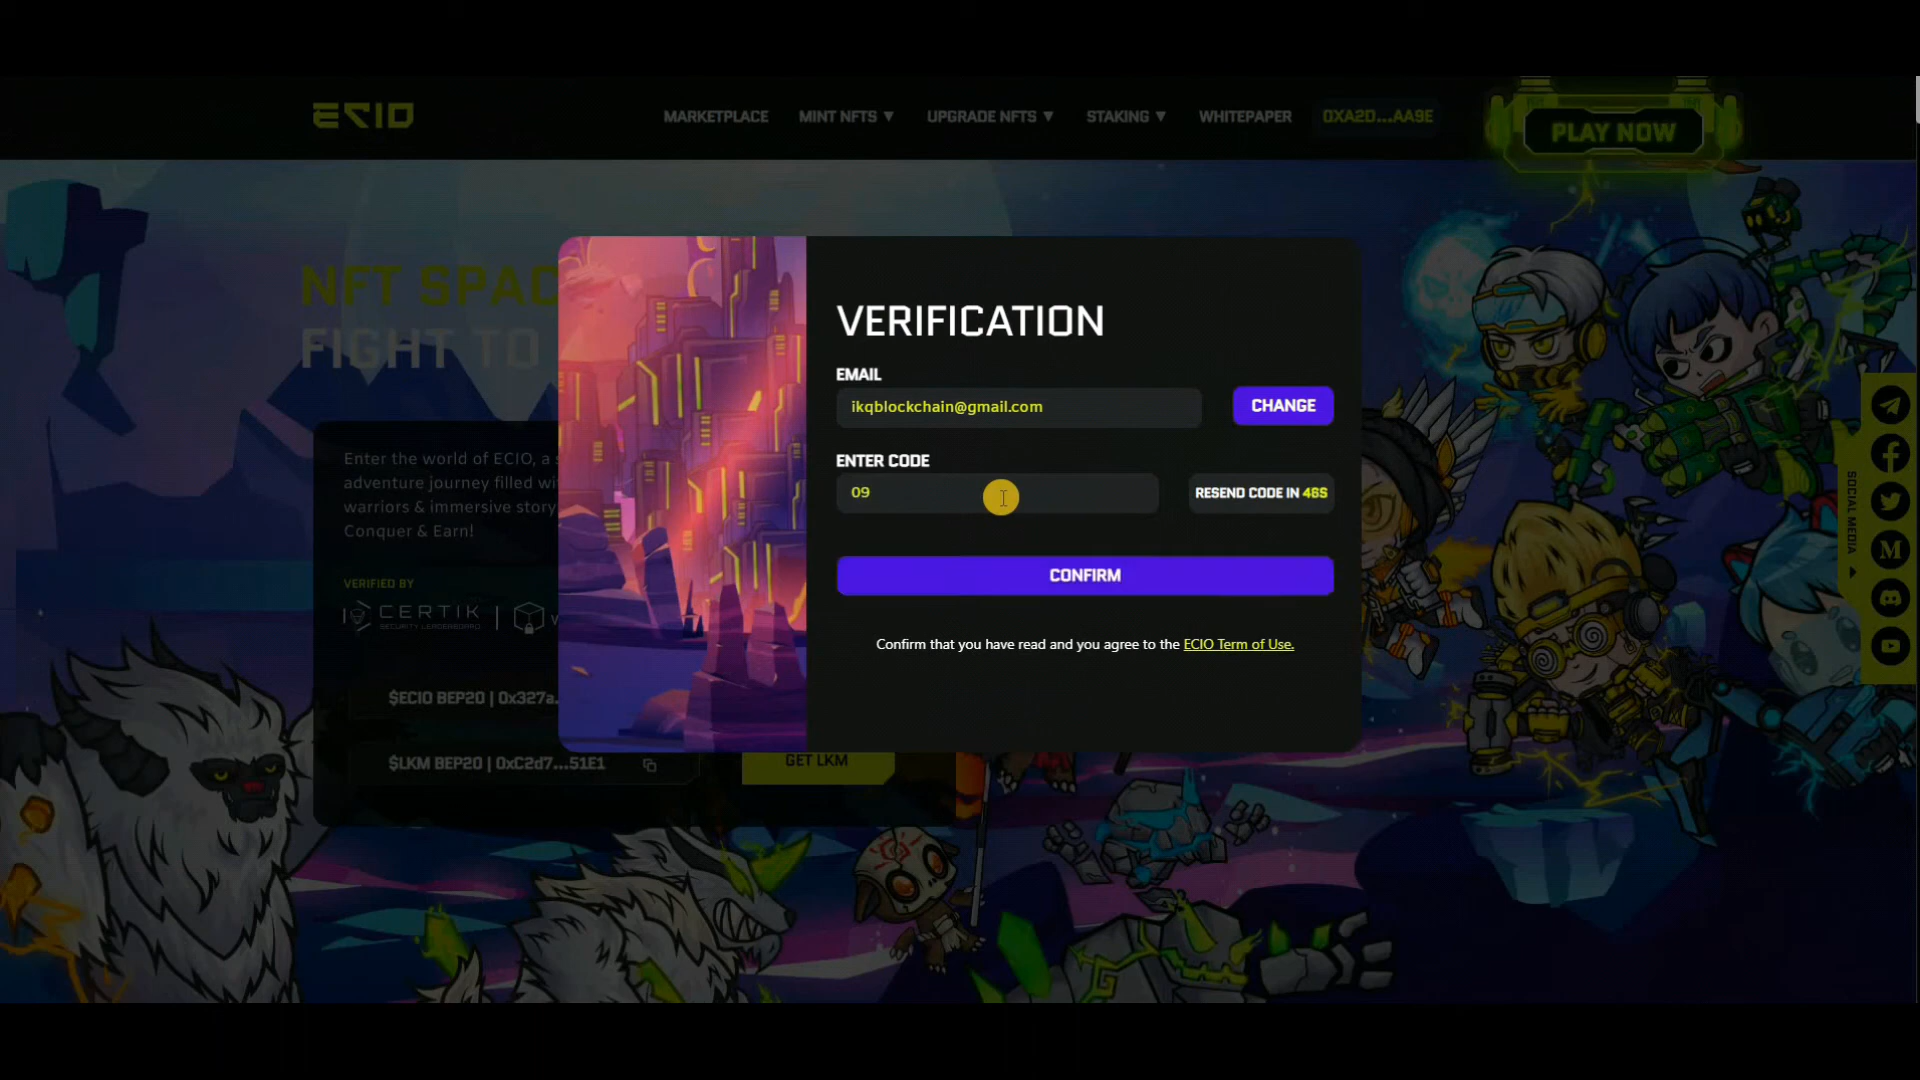 ECIO
MARKETPLACE
MINT NFTS ▼
UPGRADE NFTS ▼
STAKING ▼
WHITEPAPER
0XA2D...AA9E
PLAY NOW
NFT SPAC
FIGHT TO
Enter the world of ECIO, a s
adventure journey filled wi
warriors & immersive story
Conquer & Earn!
VERIFIED BY
CERTIK
SECURITY LEADERBOARD
$ECIO BEP20 | 0x327a.
$LKM BEP20 | 0xC2d7...51E1
GET LKM
VERIFICATION
EMAIL
ikqblockchain@gmail.com
CHANGE
ENTER CODE
09
RESEND CODE IN 46S
CONFIRM
Confirm that you have read and you agree to the ECIO Term of Use.
SOCIAL MEDIA